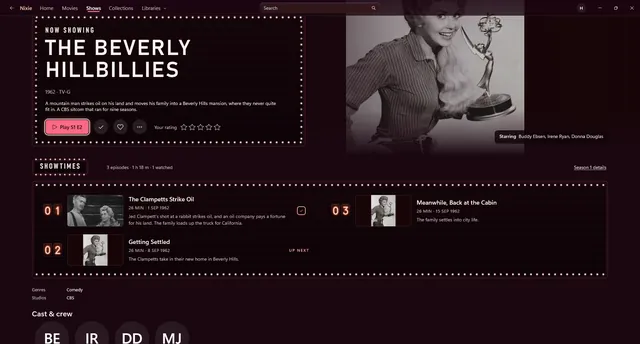 Nixie Home Movies Shows Collections Libraries
Search
NOW SHOWING
THE BEVERLY
HILLBILLIES
1962 · TV-G
A mountain man strikes oil on his land and moves his family into a Beverly Hills mansion, where they never quite
fit in. A CBS sitcom that ran for nine seasons.
Play S1 E2
Your rating
Starring Buddy Ebsen, Irene Ryan, Donna Douglas
SHOWTIMES
3 episodes · 1 h 18 m · 1 watched
Season 1 details
01
The Clampetts Strike Oil
26 MIN · 1 SEP 1962
Jed Clampett's shot at a rabbit strikes oil, and an oil company pays a fortune
for his land. The family loads up the truck for California.
03
Meanwhile, Back at the Cabin
26 MIN · 15 SEP 1962
The family settles into city life.
02
Getting Settled
26 MIN · 8 SEP 1962
The Clampetts take in their new home in Beverly Hills.
UP NEXT
Genres Comedy
Studios CBS
Cast & crew
BE IR DD MJ